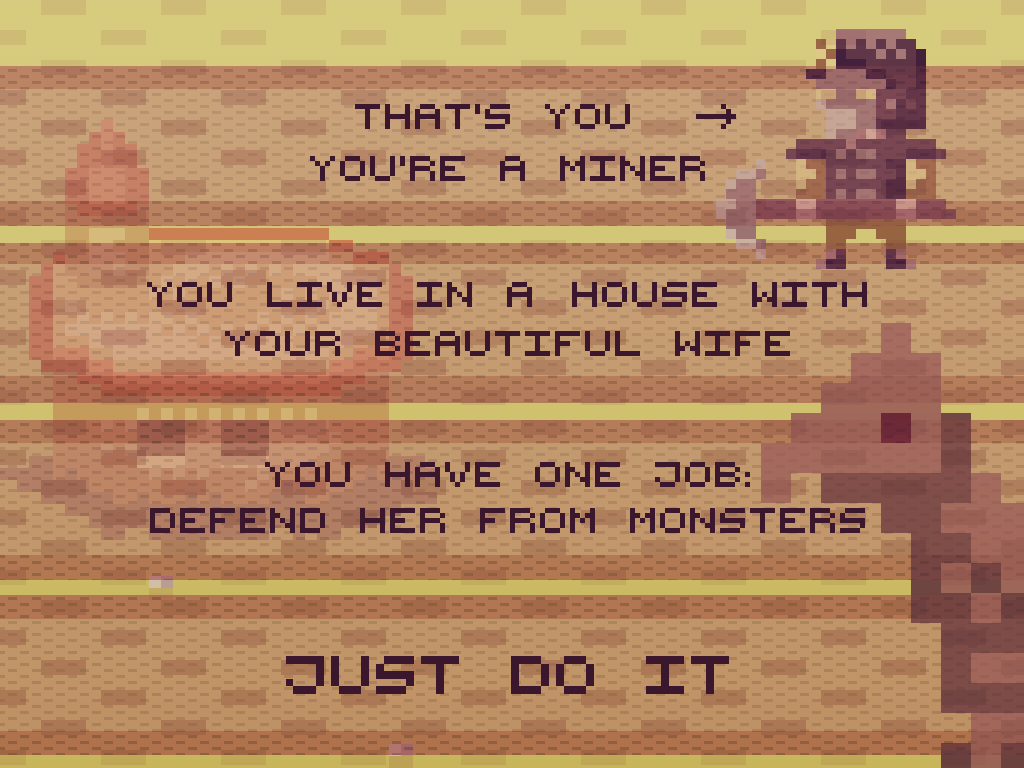 THAT'S YOU →
YOU'RE A MINER
YOU LIVE IN A HOUSE WITH
YOUR BEAUTIFUL WIFE
YOU HAVE ONE JOB:
DEFEND HER FROM MONSTERS
JUST DO IT